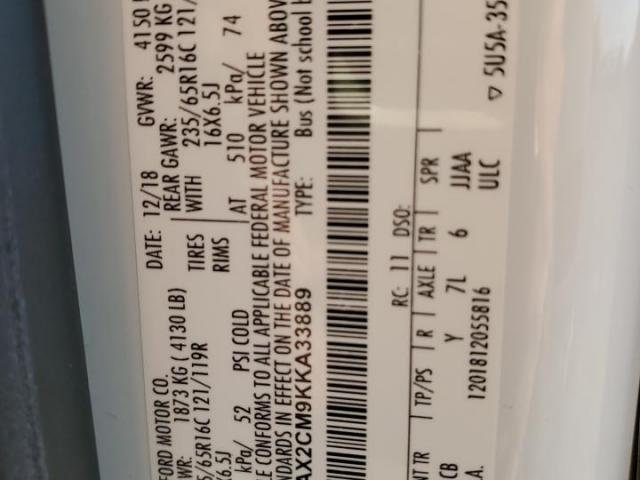 FORD MOTOR CO. DATE: 12/18 GVWR: 4150
WR: 1873 KG ( 4130 LB) REAR GAWR: 2599 KG
5/65R16C 121/119R TIRES WITH 235/65R16C 121/
X6.5J RIMS 16X6.5J
kPa/ 52 PSI COLD AT 510 kPa/ 74
LE CONFORMS TO ALL APPLICABLE FEDERAL MOTOR VEHICLE
NDARDS IN EFFECT ON THE DATE OF MANUFACTURE SHOWN ABOV
AX2CM9KKA33889 TYPE: Bus (Not school b
RC: 11 DSO:
NT TR TP/PS R AXLE TR SPR
CB Y 7L 6 JJAA
.A. 1201812055816 ULC
▽ 5U5A-35